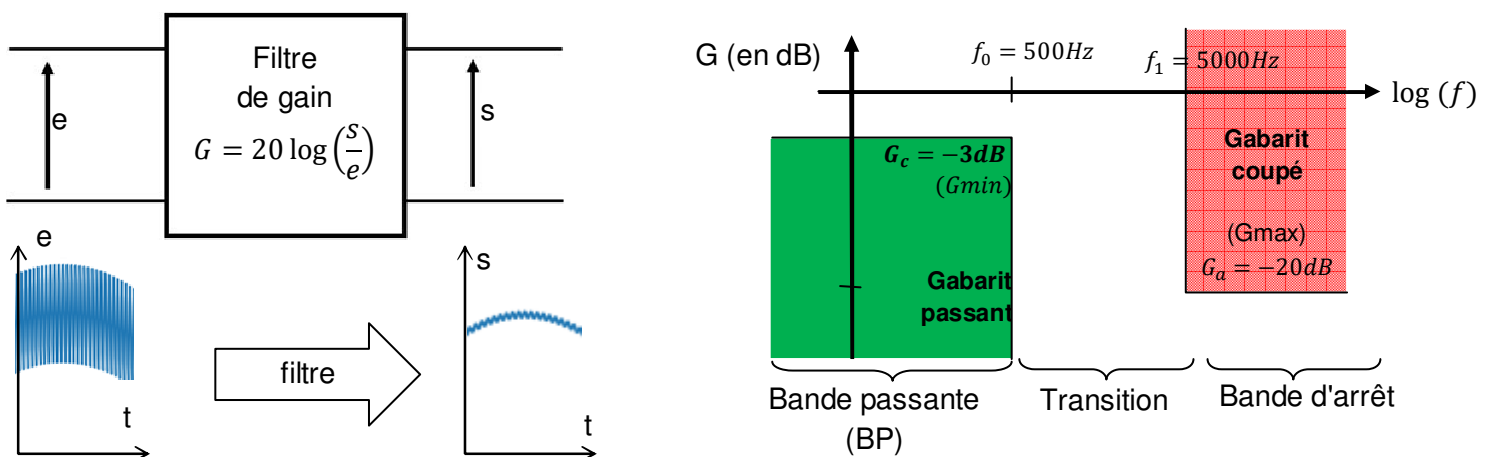 Filtre
de gain
G = 20 log(s/e)
e
s
e
t
filtre
s
t
G (en dB)
f₀ = 500Hz
f₁ = 5000Hz
log (f)
G_c = −3dB
(Gmin)
Gabarit
passant
Gabarit
coupé
(Gmax)
G_a = −20dB
Bande passante
(BP)
Transition
Bande d'arrêt